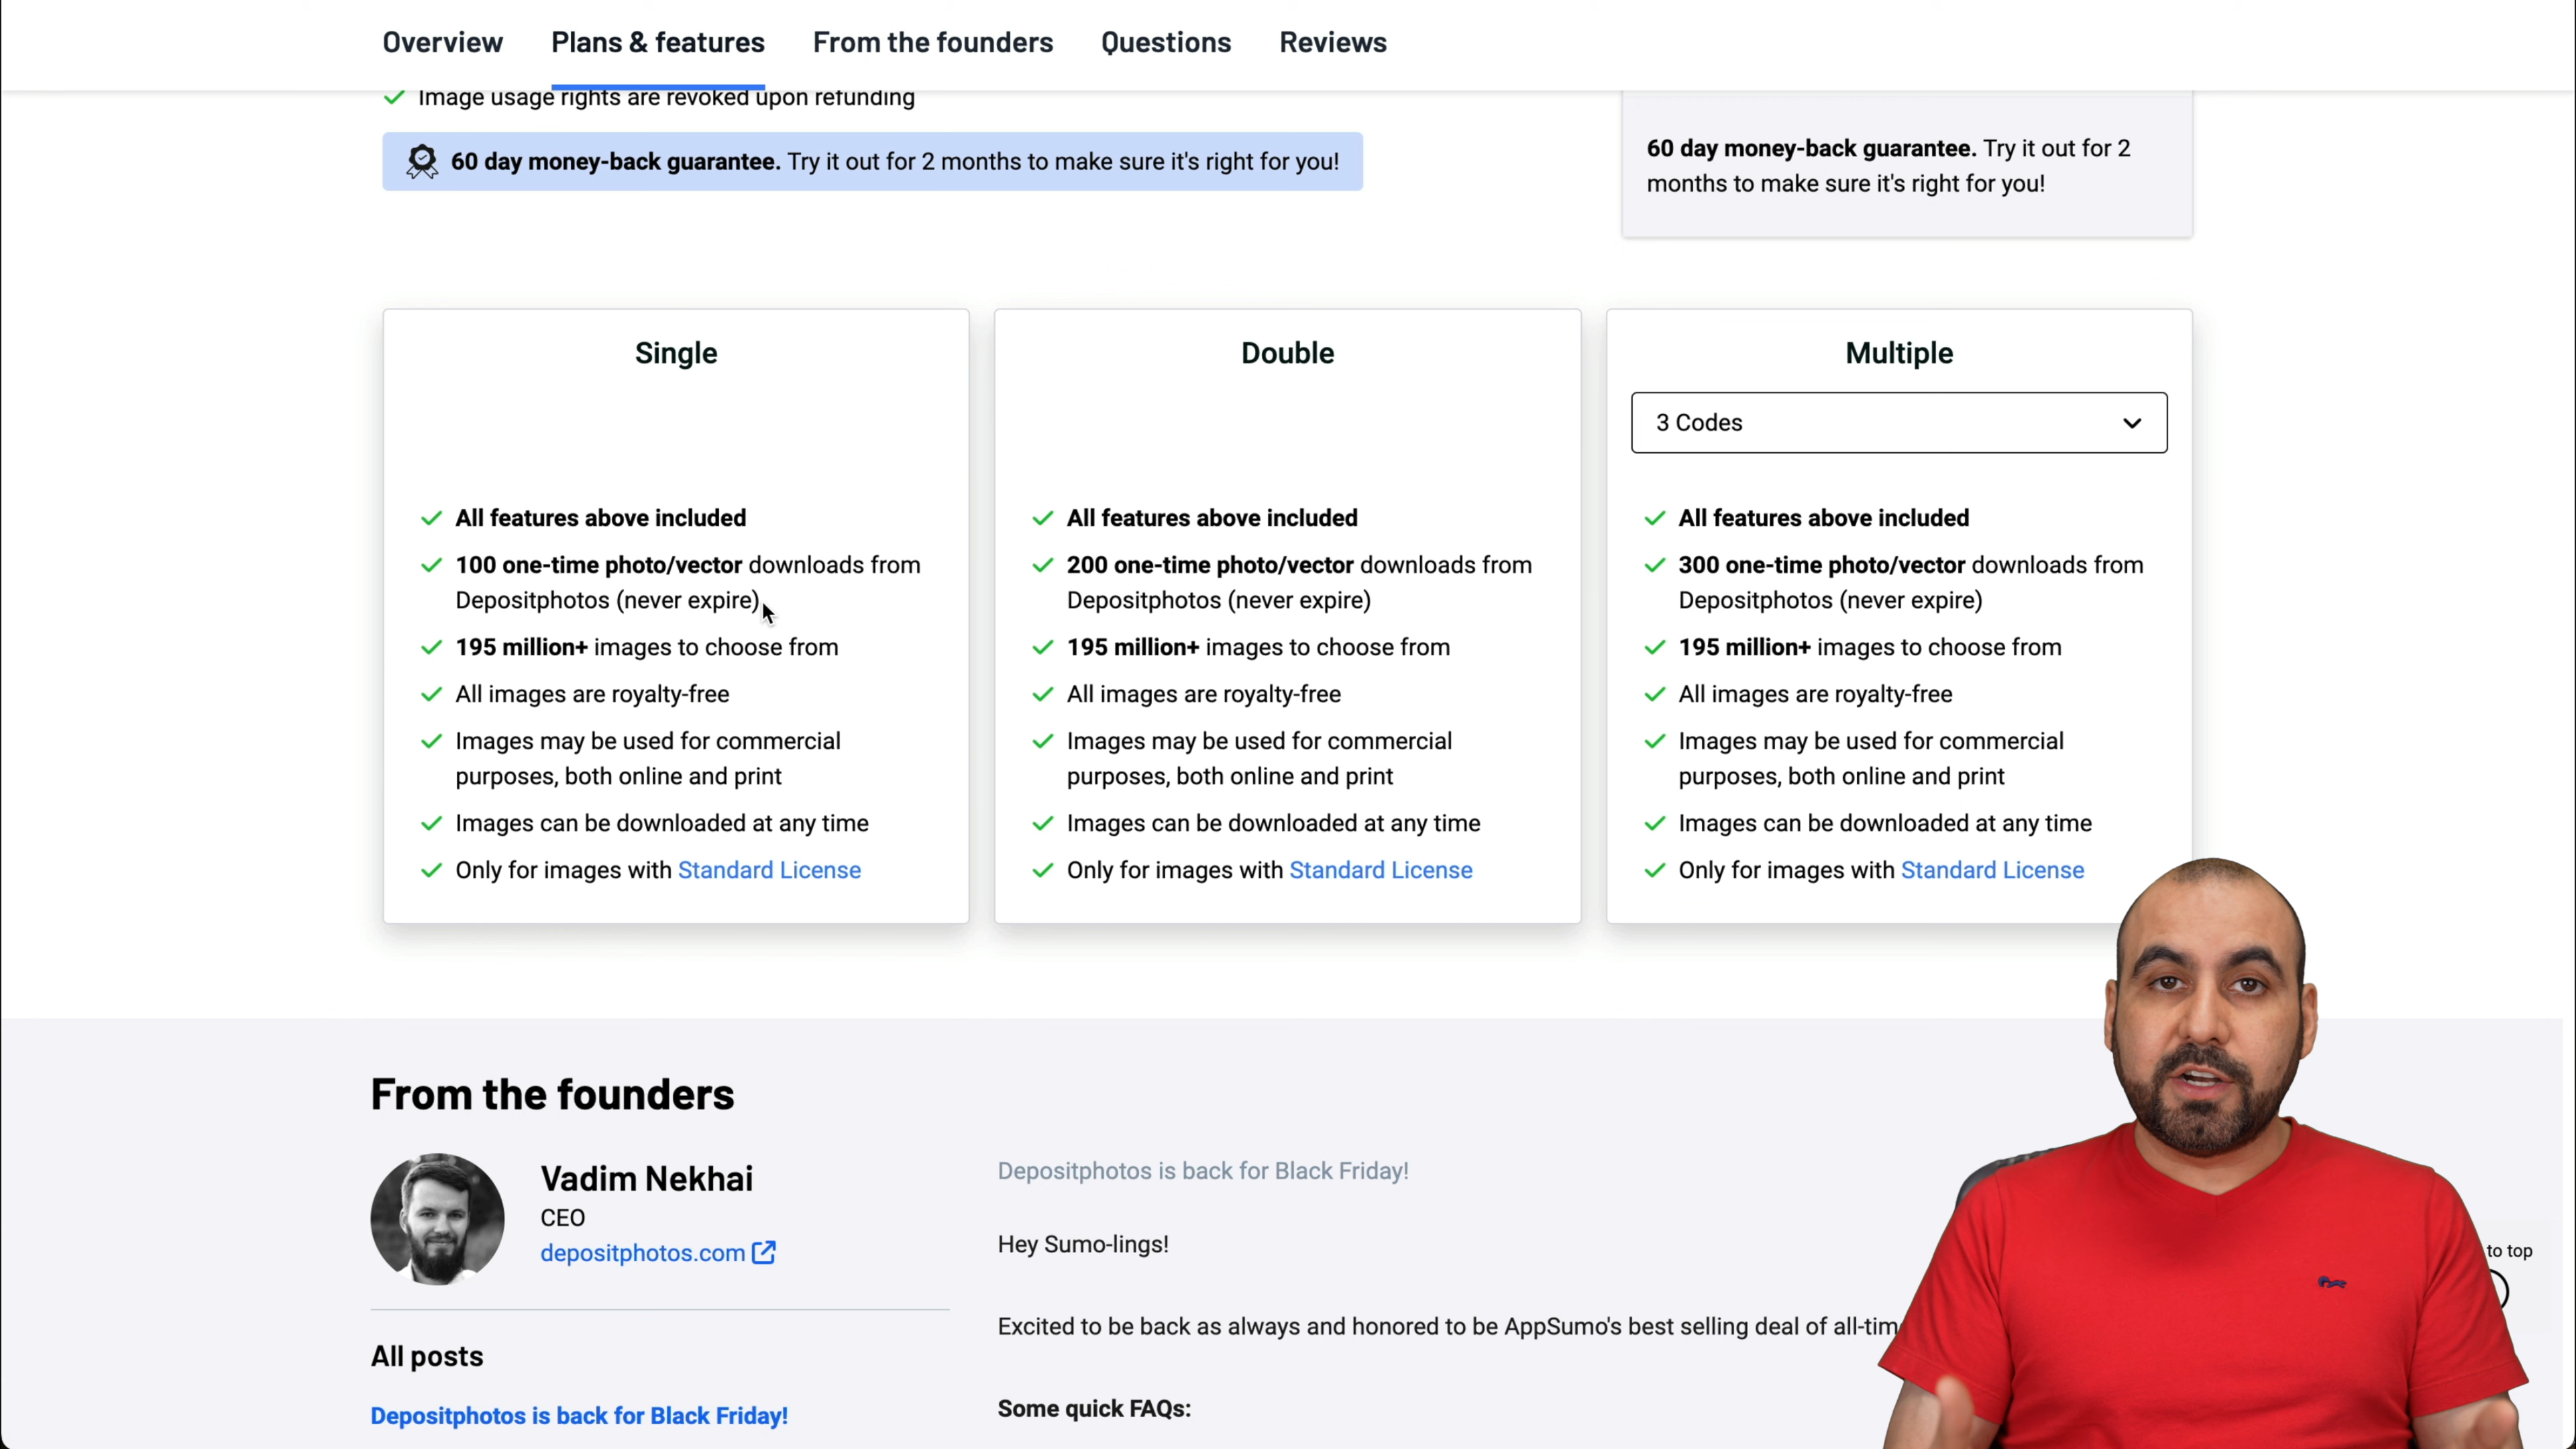 Overview Plans & features From the founders Questions Reviews
Image usage rights are revoked upon refunding
60 day money-back guarantee. Try it out for 2 months to make sure it's right for you!
60 day money-back guarantee. Try it out for 2
months to make sure it's right for you!
Single
All features above included
100 one-time photo/vector downloads from
Depositphotos (never expire)
195 million+ images to choose from
All images are royalty-free
Images may be used for commercial
purposes, both online and print
Images can be downloaded at any time
Only for images with Standard License
Double
All features above included
200 one-time photo/vector downloads from
Depositphotos (never expire)
195 million+ images to choose from
All images are royalty-free
Images may be used for commercial
purposes, both online and print
Images can be downloaded at any time
Only for images with Standard License
Multiple
3 Codes
All features above included
300 one-time photo/vector downloads from
Depositphotos (never expire)
195 million+ images to choose from
All images are royalty-free
Images may be used for commercial
purposes, both online and print
Images can be downloaded at any time
Only for images with Standard License
From the founders
Vadim Nekhai
CEO
depositphotos.com
All posts
Depositphotos is back for Black Friday!
Depositphotos is back for Black Friday!
Hey Sumo-lings!
Excited to be back as always and honored to be AppSumo's best selling deal of all-tim
Some quick FAQs:
to top